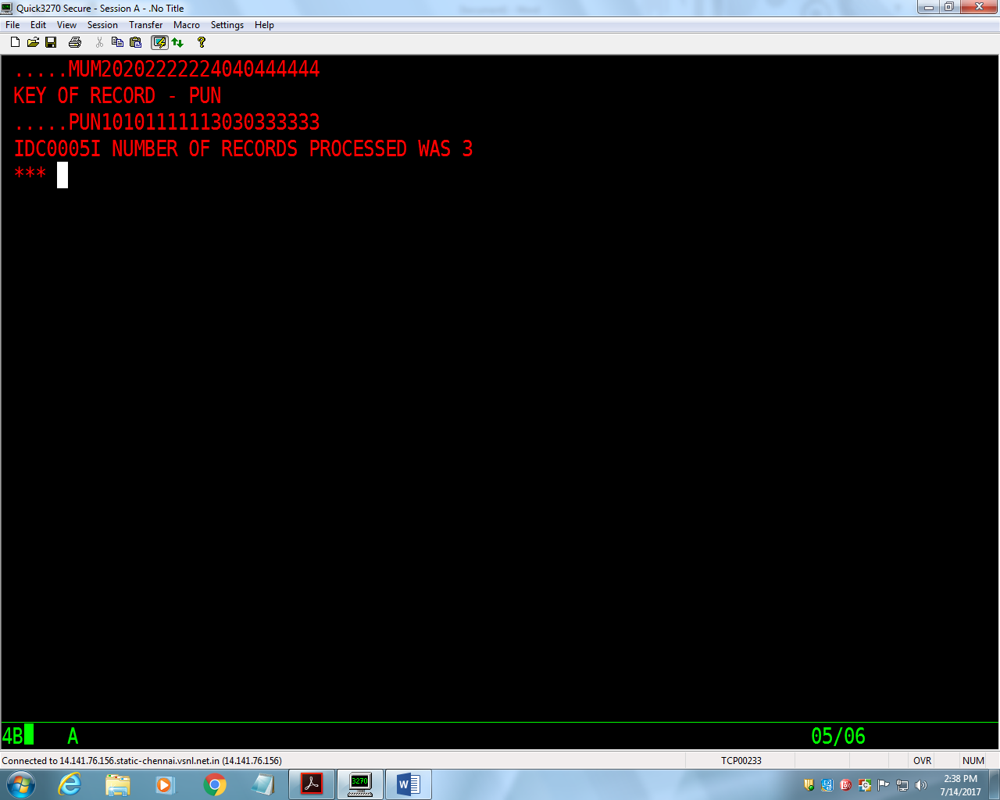 Quick3270 Secure - Session A - .No Title
File Edit View Session Transfer Macro Settings Help
.....MUM20202222224040444444
KEY OF RECORD - PUN
.....PUN10101111113030333333
IDC0005I NUMBER OF RECORDS PROCESSED WAS 3
***
4B A 05/06
Connected to 14.141.76.156.static-chennai.vsnl.net.in (14.141.76.156) TCP00233 OVR NUM
3270
2:38 PM
7/14/2017